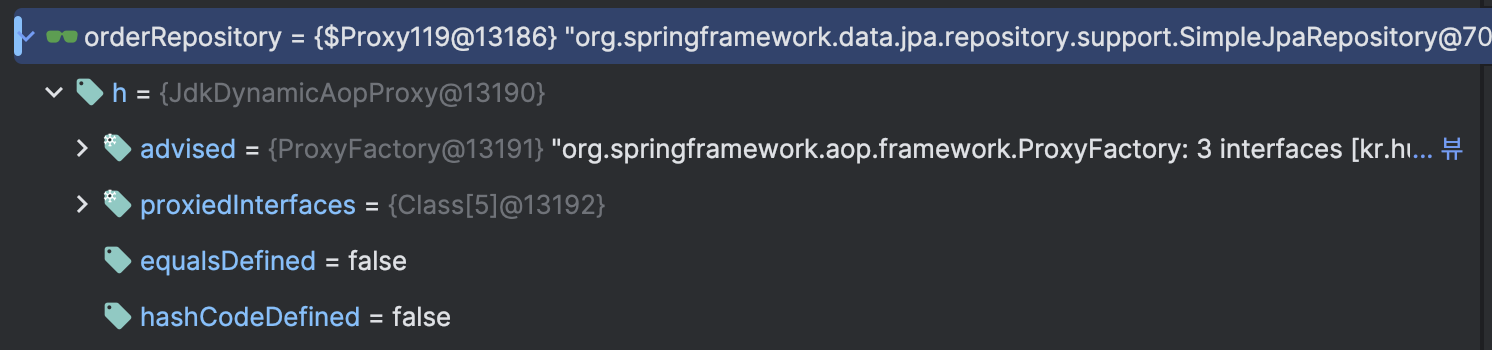 orderRepository = {$Proxy119@13186} "org.springframework.data.jpa.repository.support.SimpleJpaRepository@70
h = {JdkDynamicAopProxy@13190}
advised = {ProxyFactory@13191} "org.springframework.aop.framework.ProxyFactory: 3 interfaces [kr.hu... 뷰
proxiedInterfaces = {Class[5]@13192}
equalsDefined = false
hashCodeDefined = false